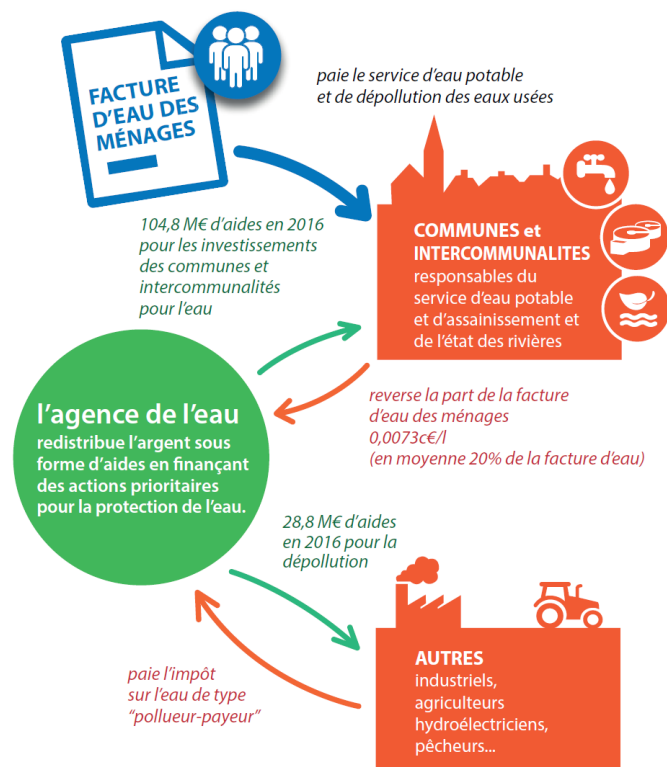 FACTURE
D'EAU DES
MÉNAGES
paie le service d'eau potable
et de dépollution des eaux usées
104,8 M€ d'aides en 2016
pour les investissements
des communes et
intercommunalités
pour l'eau
COMMUNES et
INTERCOMMUNALITES
responsables du
service d'eau potable
et d'assainissement et
de l'état des rivières
l'agence de l'eau
redistribue l'argent sous
forme d'aides en finançant
des actions prioritaires
pour la protection de l'eau.
reverse la part de la facture
d'eau des ménages
0,0073c€/l
(en moyenne 20% de la facture d'eau)
28,8 M€ d'aides
en 2016 pour la
dépollution
paie l'impôt
sur l'eau de type
“pollueur-payeur”
AUTRES
industriels,
agriculteurs
hydroélectriciens,
pêcheurs...